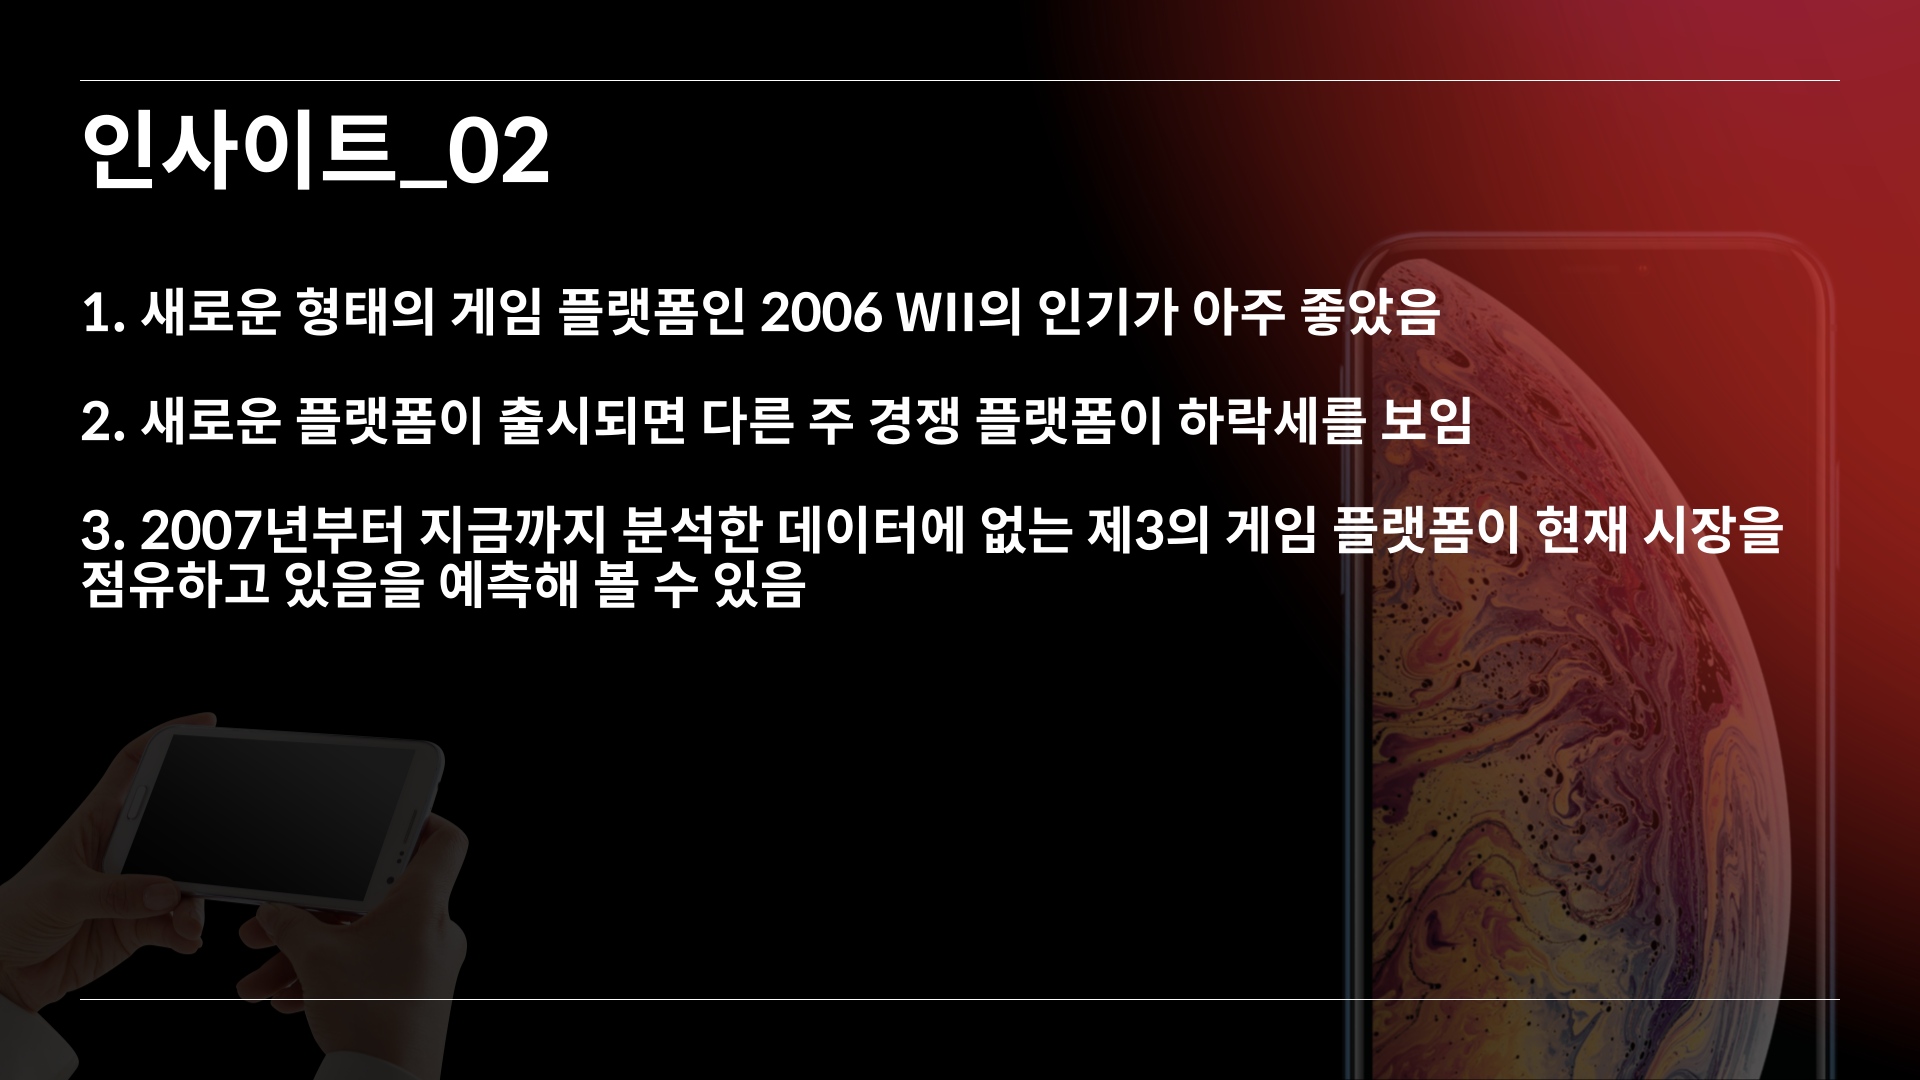 인사이트_02
1. 새로운 형태의 게임 플랫폼인 2006 WII의 인기가 아주 좋았음
2. 새로운 플랫폼이 출시되면 다른 주 경쟁 플랫폼이 하락세를 보임
3. 2007년부터 지금까지 분석한 데이터에 없는 제3의 게임 플랫폼이 현재 시장을
점유하고 있음을 예측해 볼 수 있음